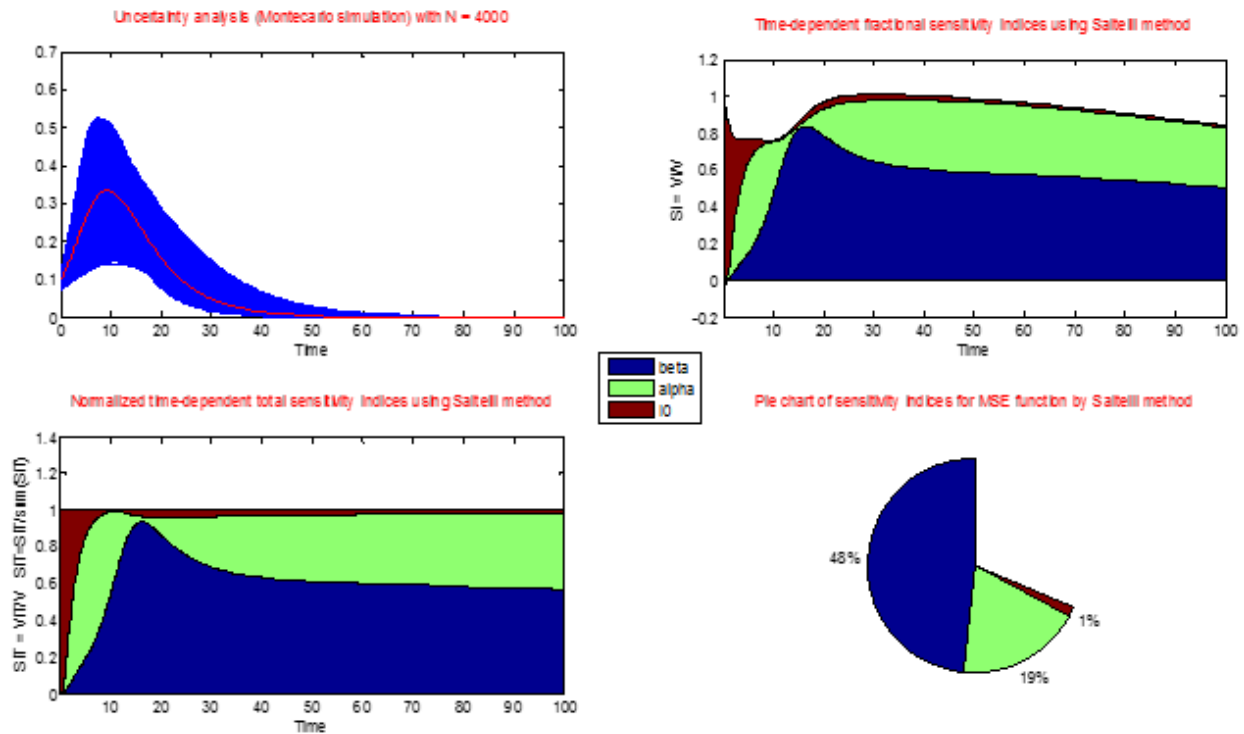 Uncertainty analysis (Montecarlo simulation) with N = 4000
0.7
0.6
0.5
0.4
0.3
0.2
0.1
0
0 10 20 30 40 50 60 70 80 90 100
Time
Time-dependent fractional sensitivity indices using Saltelli method
1.2
1
0.8
0.6
0.4
0.2
0
-0.2
SI = Vi/V
10 20 30 40 50 60 70 80 90 100
Time
beta
alpha
I0
Normalized time-dependent total sensitivity indices using Saltelli method
1.4
1.2
1
0.8
0.6
0.4
0.2
0
SIT = VIT/V SIT=SIT/sum(SIT)
10 20 30 40 50 60 70 80 90 100
Time
Pie chart of sensitivity indices for MSE function by Saltelli method
48%
1%
19%